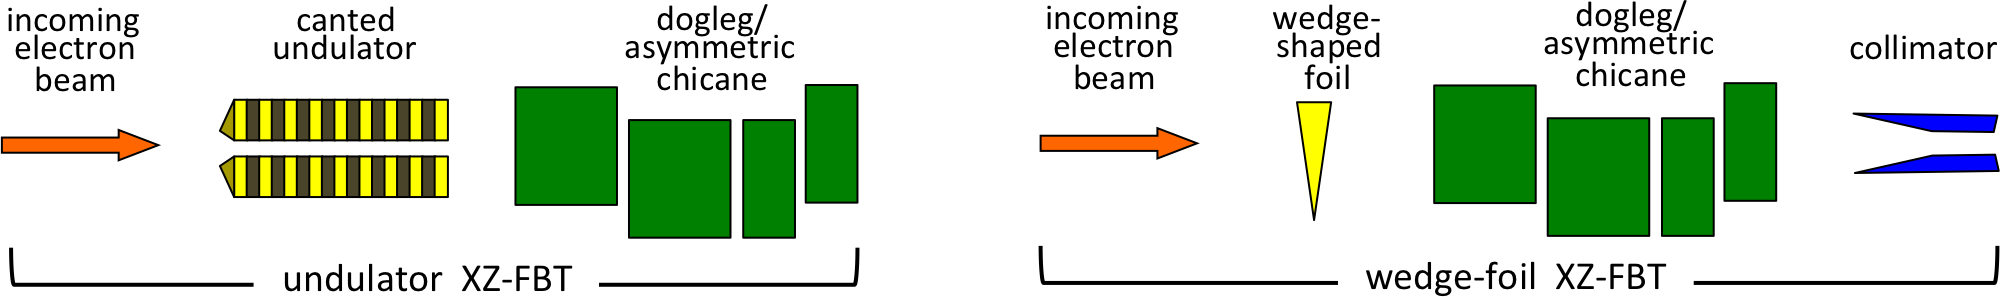 incoming
electron
beam
canted
undulator
dogleg/
asymmetric
chicane
undulator XZ-FBT
incoming
electron
beam
wedge-
shaped
foil
dogleg/
asymmetric
chicane
collimator
wedge-foil XZ-FBT